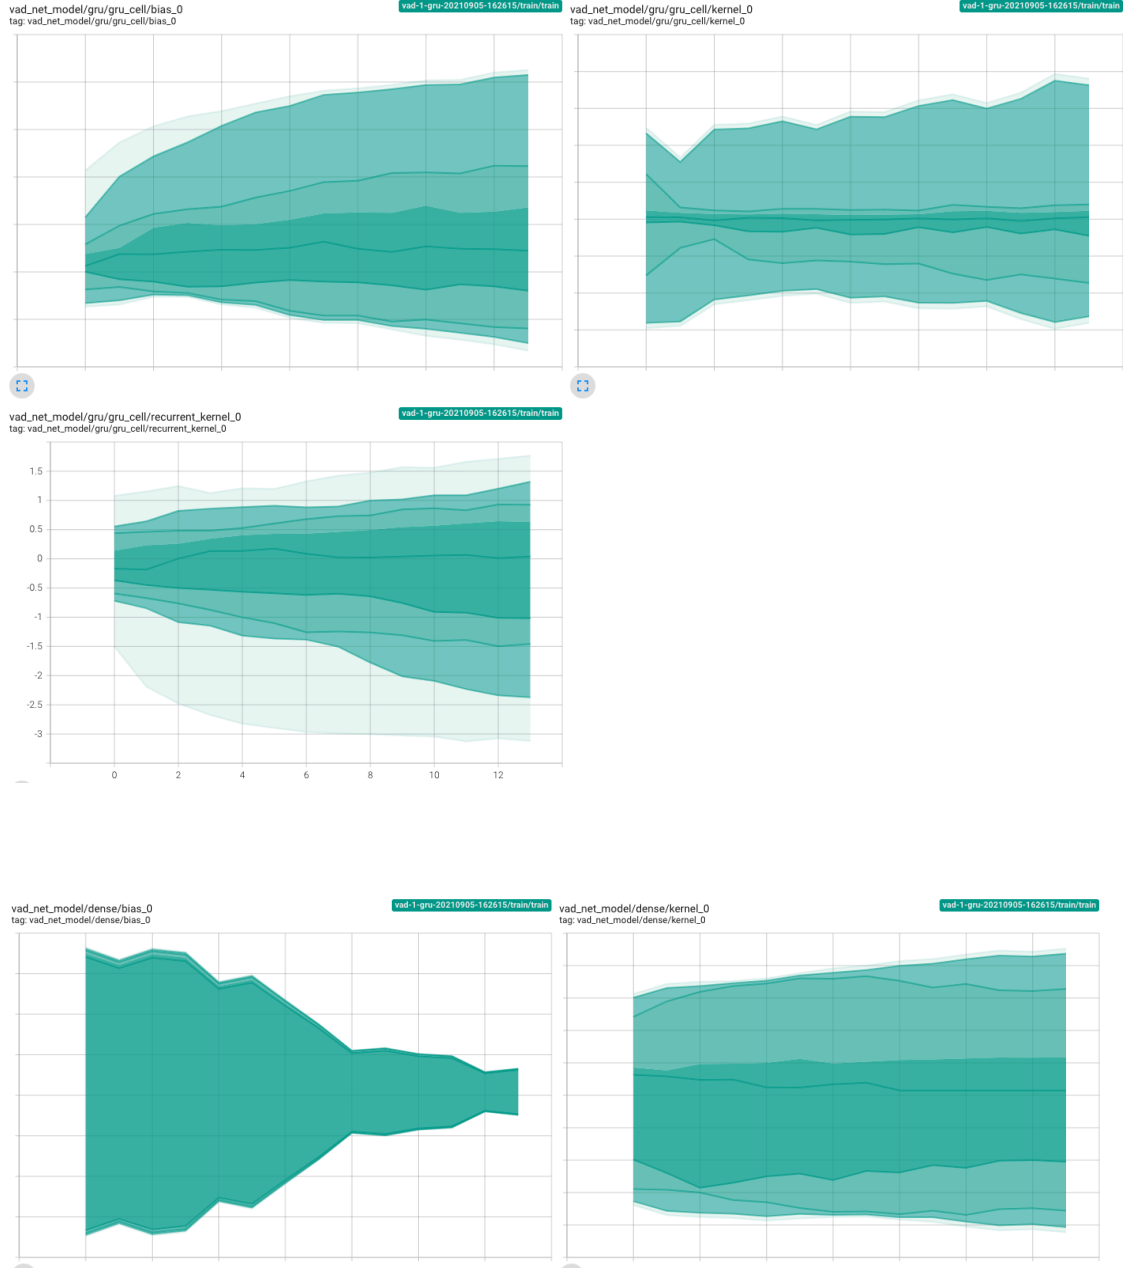 vad_net_model/gru/gru_cell/bias_0
tag: vad_net_model/gru/gru_cell/bias_0
vad-1-gru-20210905-162615/train/train
vad_net_model/gru/gru_cell/kernel_0
tag: vad_net_model/gru/gru_cell/kernel_0
vad-1-gru-20210905-162615/train/train
vad_net_model/gru/gru_cell/recurrent_kernel_0
tag: vad_net_model/gru/gru_cell/recurrent_kernel_0
vad-1-gru-20210905-162615/train/train
1.5
1
0.5
0
-0.5
-1
-1.5
-2
-2.5
-3
0 2 4 6 8 10 12
vad_net_model/dense/bias_0
tag: vad_net_model/dense/bias_0
vad-1-gru-20210905-162615/train/train
vad_net_model/dense/kernel_0
tag: vad_net_model/dense/kernel_0
vad-1-gru-20210905-162615/train/train